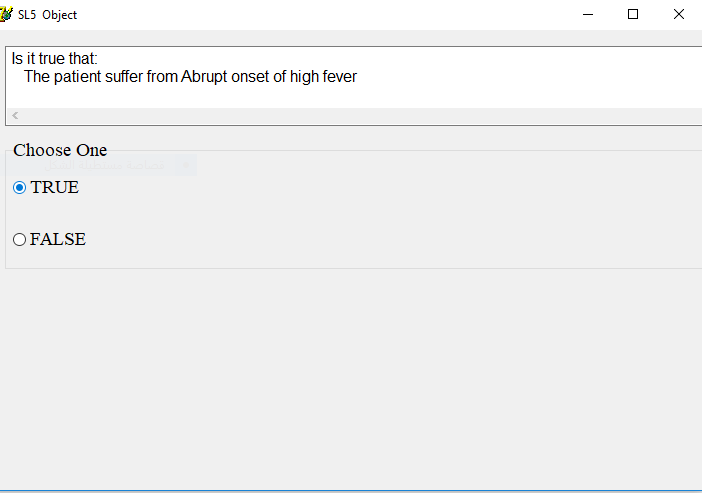 SL5 Object
Is it true that:
The patient suffer from Abrupt onset of high fever
Choose One
TRUE
FALSE